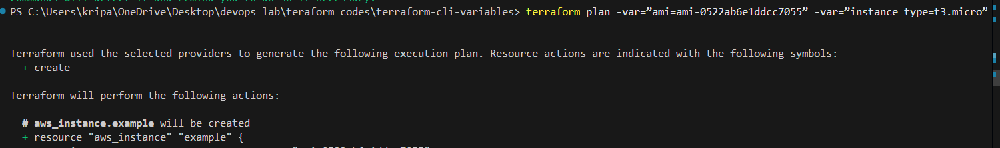 PS C:\Users\kripa\OneDrive\Desktop\devops lab\teraform codes\terraform-cli-variables> terraform plan -var=”ami=ami-0522ab6e1ddcc7055” -var=”instance_type=t3.micro”
Terraform used the selected providers to generate the following execution plan. Resource actions are indicated with the following symbols:
+ create
Terraform will perform the following actions:
# aws_instance.example will be created
+ resource "aws_instance" "example" {